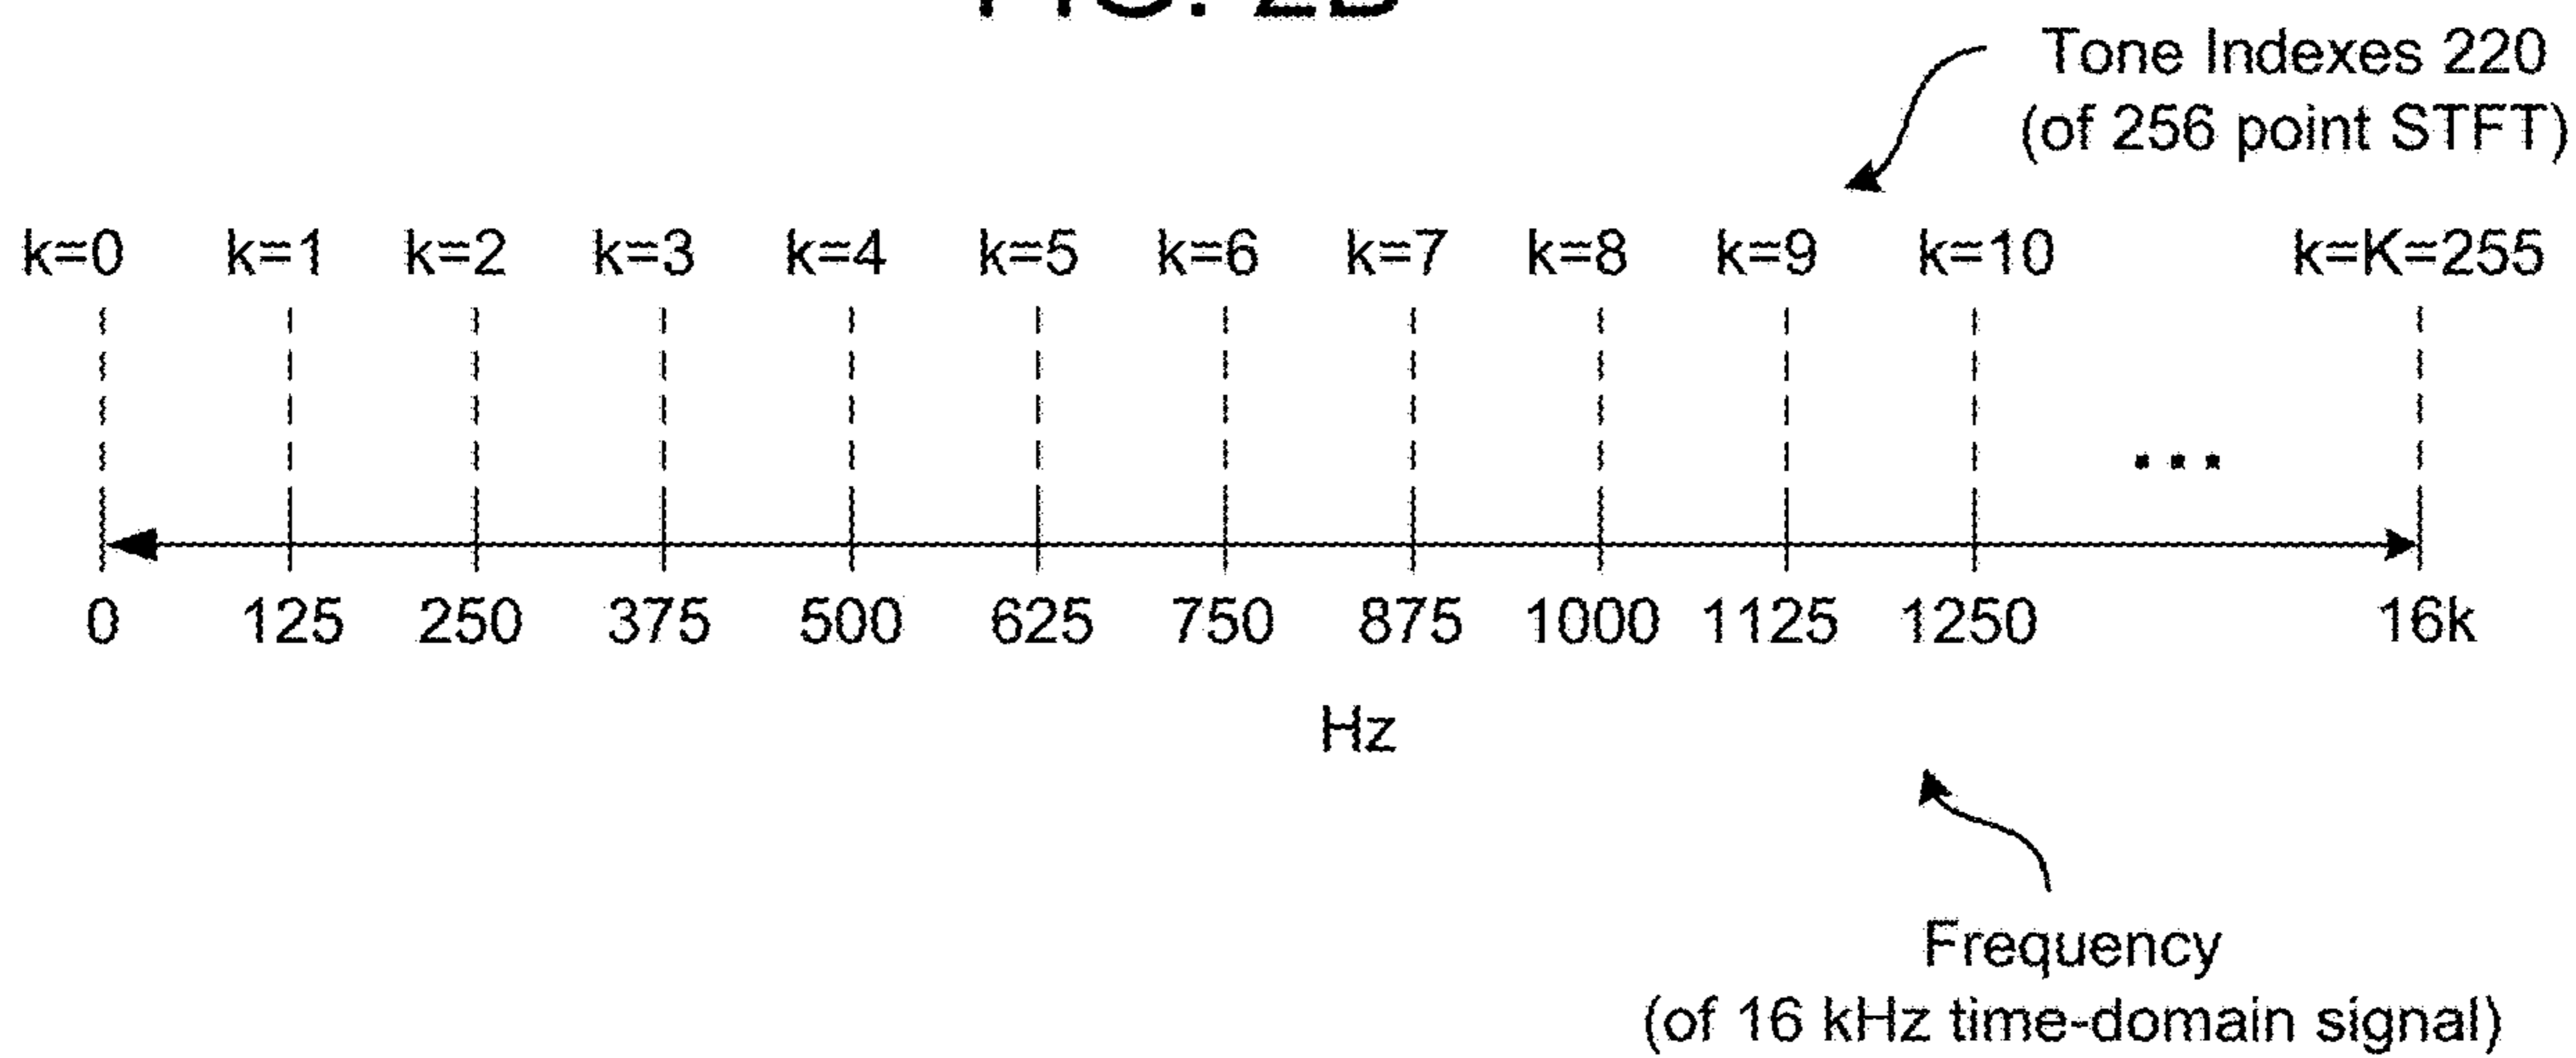 FIG. 2B
Tone Indexes 220
(of 256 point STFT)
k=0 k=1 k=2 k=3 k=4 k=5 k=6 k=7 k=8 k=9 k=10 k=K=255
...
0 125 250 375 500 625 750 875 1000 1125 1250 16k
Hz
Frequency
(of 16 kHz time-domain signal)